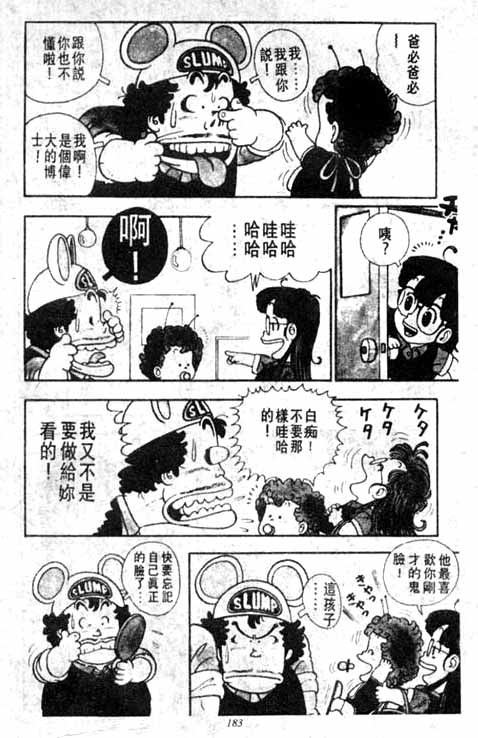 爸必爸必
我……
我跟你
說！
SLUMP
跟你說
你也不
懂啦！
我啊！
是個偉
大的博
士！
咦？
哇哈
哇哈
哇哈
……
啊！
ケタ
ケタ
ケタ
白痴！
不要那
樣哇哈
的！
SLUMP
我又不是
要做給妳
看的！
他最喜
歡你剛
才的鬼
臉！
きゃっ
きゃっ
這孩子
……
SLUMP
快要忘記
自己真正
的臉了……
SLUMP
183